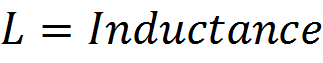 L = Inductance